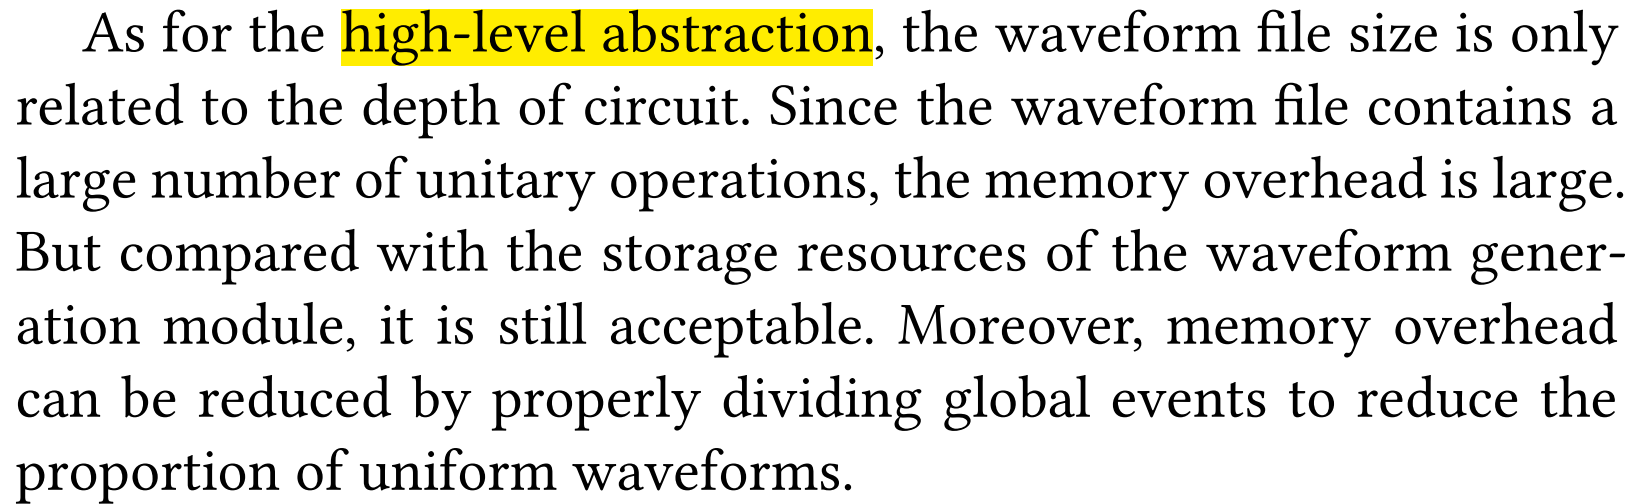 As for the high-level abstraction, the waveform file size is only
related to the depth of circuit. Since the waveform file contains a
large number of unitary operations, the memory overhead is large.
But compared with the storage resources of the waveform gener-
ation module, it is still acceptable. Moreover, memory overhead
can be reduced by properly dividing global events to reduce the
proportion of uniform waveforms.